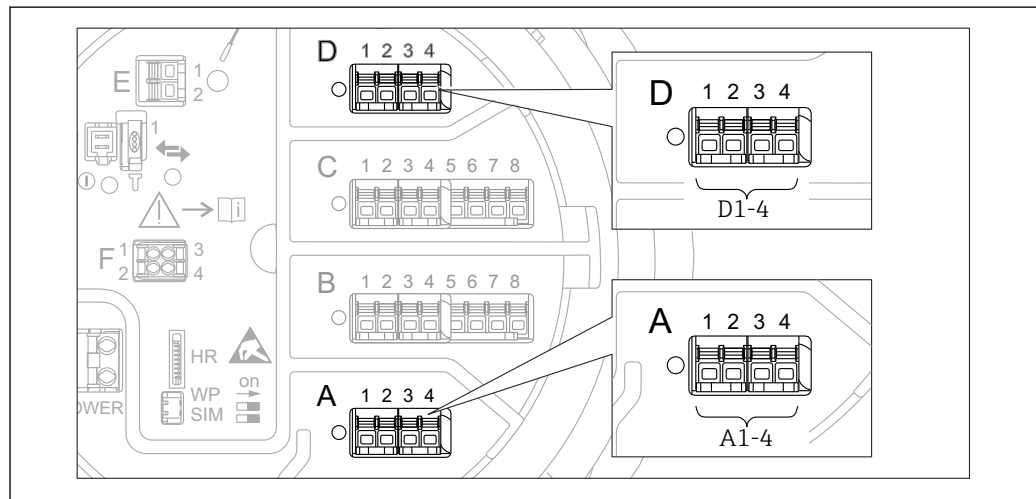 D 1 2 3 4
E 1
2
1
D 1 2 3 4
D1-4
C 1 2 3 4 5 6 7 8
i
F 1 3
2 4
B 1 2 3 4 5 6 7 8
A 1 2 3 4
A1-4
HR
WP on
SIM
OWER
A 1 2 3 4